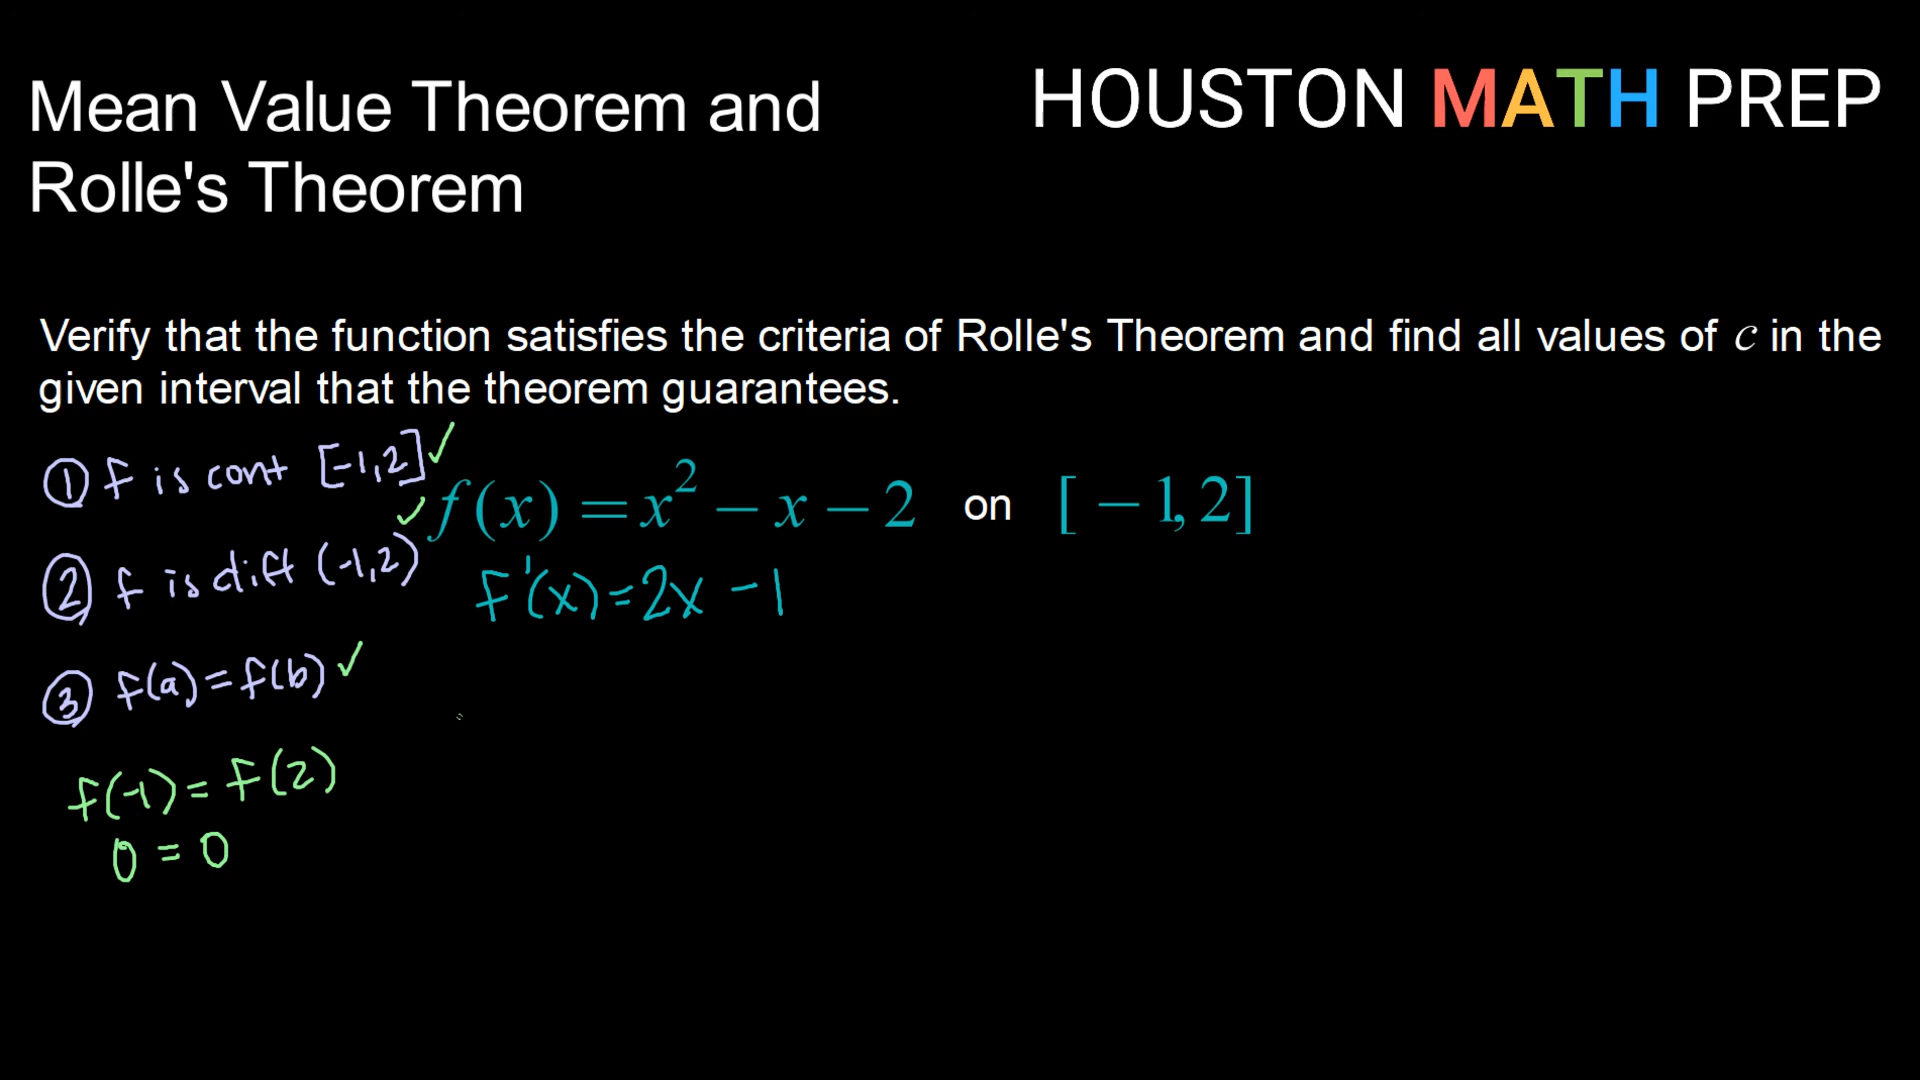 Mean Value Theorem and
Rolle's Theorem
HOUSTON MATH PREP
Verify that the function satisfies the criteria of Rolle's Theorem and find all values of c in the
given interval that the theorem guarantees.
① f is cont [-1,2] ✓
f(x) = x² − x − 2 on [−1, 2]
② f is diff (-1,2) ✓
f'(x) = 2x - 1
③ f(a) = f(b) ✓
f(-1) = f(2)
0 = 0